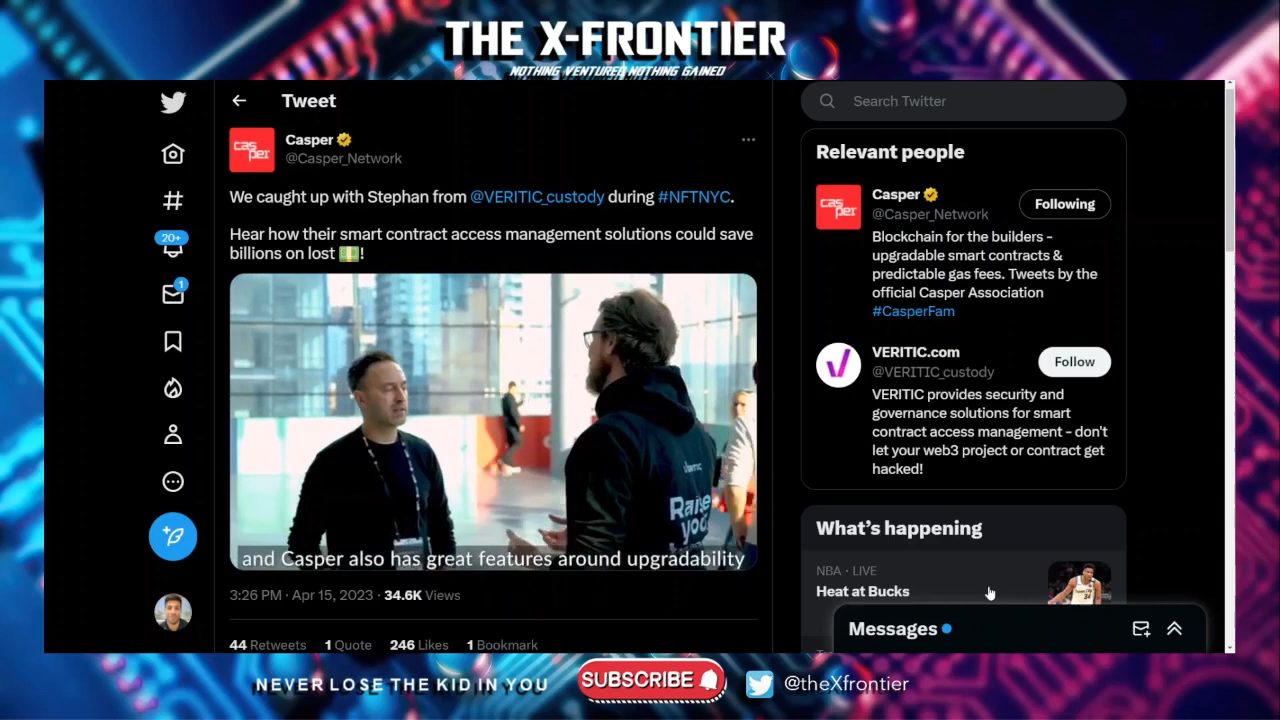 THE X-FRONTIER
NOTHING VENTURED, NOTHING GAINED
Tweet
cas
per
Casper
@Casper_Network
We caught up with Stephan from @VERITIC_custody during #NFTNYC.
Hear how their smart contract access management solutions could save
billions on lost 💵!
Raise
and Casper also has great features around upgradability
3:26 PM · Apr 15, 2023 · 34.6K Views
44 Retweets 1 Quote 246 Likes 1 Bookmark
20+
1
Search Twitter
Relevant people
cas
per
Casper
@Casper_Network
Following
Blockchain for the builders -
upgradable smart contracts &
predictable gas fees. Tweets by the
official Casper Association
#CasperFam
VERITIC.com
@VERITIC_custody
Follow
VERITIC provides security and
governance solutions for smart
contract access management - don't
let your web3 project or contract get
hacked!
What's happening
NBA · LIVE
Heat at Bucks
Messages
NEVER LOSE THE KID IN YOU
SUBSCRIBE
@theXfrontier